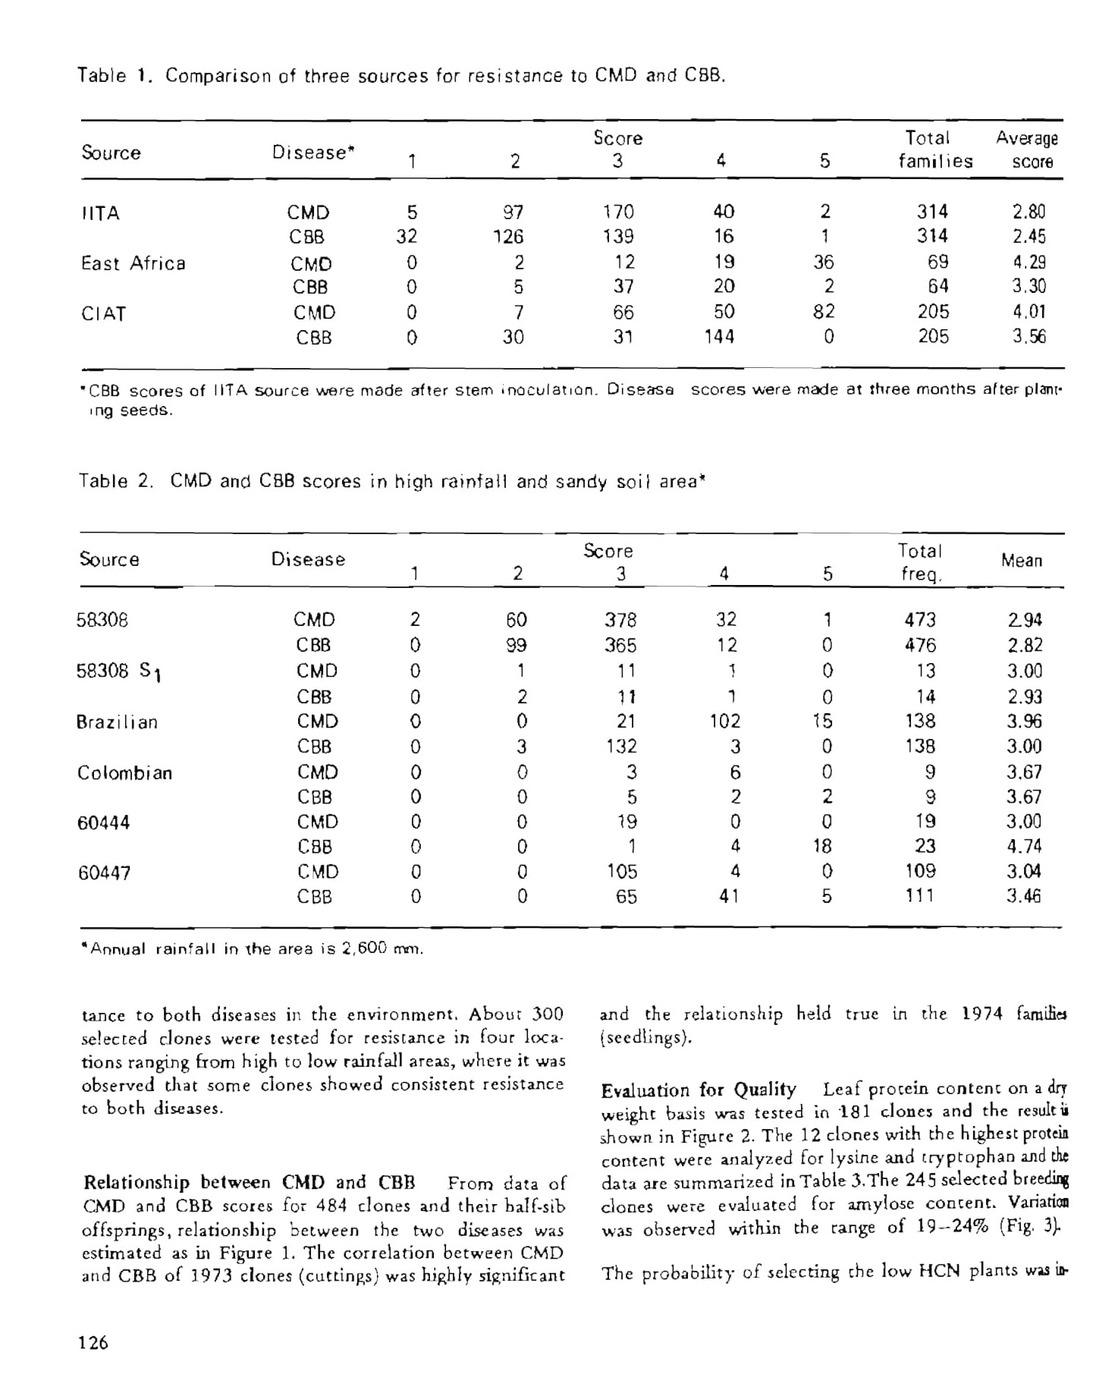 Table 1. Comparison of three sources for resistance to CMD and CBB.
Source Disease* Score Total Average
1 2 3 4 5 families score
IITA CMD 5 97 170 40 2 314 2.80
CBB 32 126 139 16 1 314 2.45
East Africa CMD 0 2 12 19 36 69 4.29
CBB 0 5 37 20 2 64 3.30
CIAT CMD 0 7 66 50 82 205 4.01
CBB 0 30 31 144 0 205 3.56
*CBB scores of IITA source were made after stem inoculation. Disease scores were made at three months after plant-
ing seeds.
Table 2. CMD and CBB scores in high rainfall and sandy soil area*
Source Disease Score Total Mean
1 2 3 4 5 freq.
58308 CMD 2 60 378 32 1 473 2.94
CBB 0 99 365 12 0 476 2.82
58308 S1 CMD 0 1 11 1 0 13 3.00
CBB 0 2 11 1 0 14 2.93
Brazilian CMD 0 0 21 102 15 138 3.96
CBB 0 3 132 3 0 138 3.00
Colombian CMD 0 0 3 6 0 9 3.67
CBB 0 0 5 2 2 9 3.67
60444 CMD 0 0 19 0 0 19 3.00
CBB 0 0 1 4 18 23 4.74
60447 CMD 0 0 105 4 0 109 3.04
CBB 0 0 65 41 5 111 3.46
*Annual rainfall in the area is 2,600 mm.
tance to both diseases in the environment. About 300
selected clones were tested for resistance in four loca-
tions ranging from high to low rainfall areas, where it was
observed that some clones showed consistent resistance
to both diseases.
Relationship between CMD and CBB From data of
CMD and CBB scores for 484 clones and their half-sib
offsprings, relationship between the two diseases was
estimated as in Figure 1. The correlation between CMD
and CBB of 1973 clones (cuttings) was highly significant
and the relationship held true in the 1974 families
(seedlings).
Evaluation for Quality Leaf protein content on a dry
weight basis was tested in 181 clones and the result is
shown in Figure 2. The 12 clones with the highest protein
content were analyzed for lysine and tryptophan and the
data are summarized in Table 3.The 245 selected breeding
clones were evaluated for amylose content. Variation
was observed within the range of 19--24% (Fig. 3).
The probability of selecting the low HCN plants was in-
126